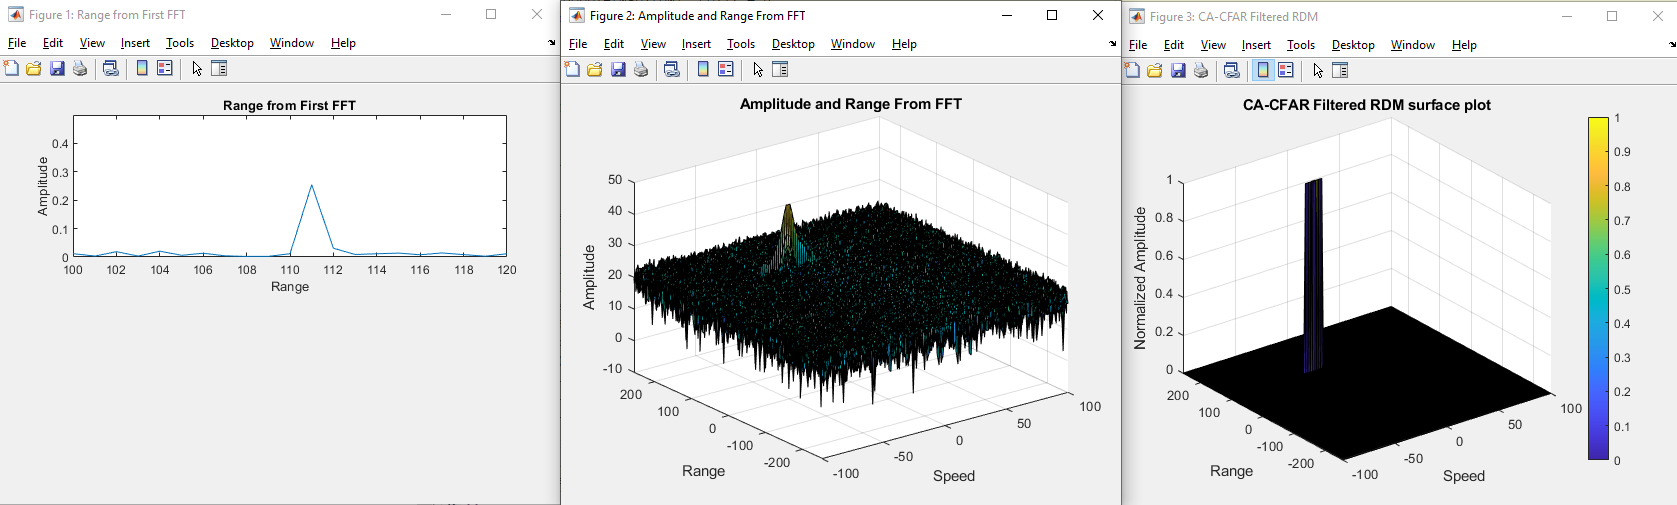 Figure 1: Range from First FFT
File Edit View Insert Tools Desktop Window Help
Range from First FFT
Amplitude
0.4
0.3
0.2
0.1
0
100 102 104 106 108 110 112 114 116 118 120
Range
Figure 2: Amplitude and Range From FFT
File Edit View Insert Tools Desktop Window Help
Amplitude and Range From FFT
Amplitude
50
40
30
20
10
0
-10
200
100
0
-100
-200
Range
-100
-50
0
50
100
Speed
Figure 3: CA-CFAR Filtered RDM
File Edit View Insert Tools Desktop Window Help
CA-CFAR Filtered RDM surface plot
Normalized Amplitude
1
0.8
0.6
0.4
0.2
0
200
100
0
-100
-200
Range
-100
-50
0
50
100
Speed
1
0.9
0.8
0.7
0.6
0.5
0.4
0.3
0.2
0.1
0